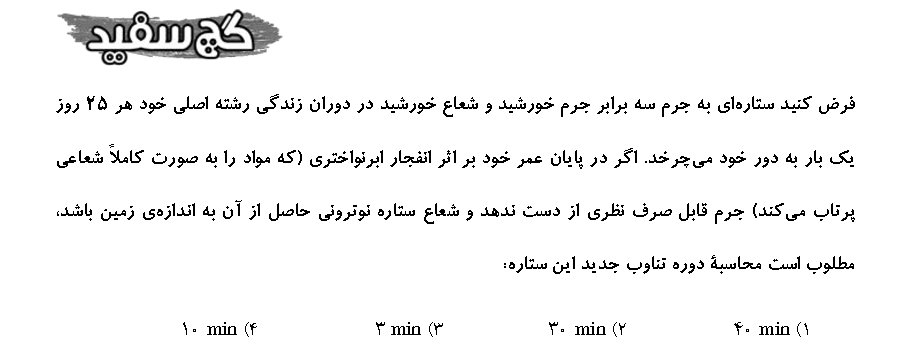 گچ سفید
فرض کنید ستاره‌ای به جرم سه برابر جرم خورشید و شعاع خورشید در دوران زندگی رشته اصلی خود هر ۲۵ روز
یک بار به دور خود می‌چرخد. اگر در پایان عمر خود بر اثر انفجار ابرنواختری (که مواد را به صورت کاملاً شعاعی
پرتاب می‌کند) جرم قابل صرف نظری از دست ندهد و شعاع ستاره نوترونی حاصل از آن به اندازه‌ی زمین باشد،
مطلوب است محاسبهٔ دوره تناوب جدید این ستاره:
۱) ۴۰ min ۲) ۳۰ min ۳) ۳ min ۴) ۱۰ min